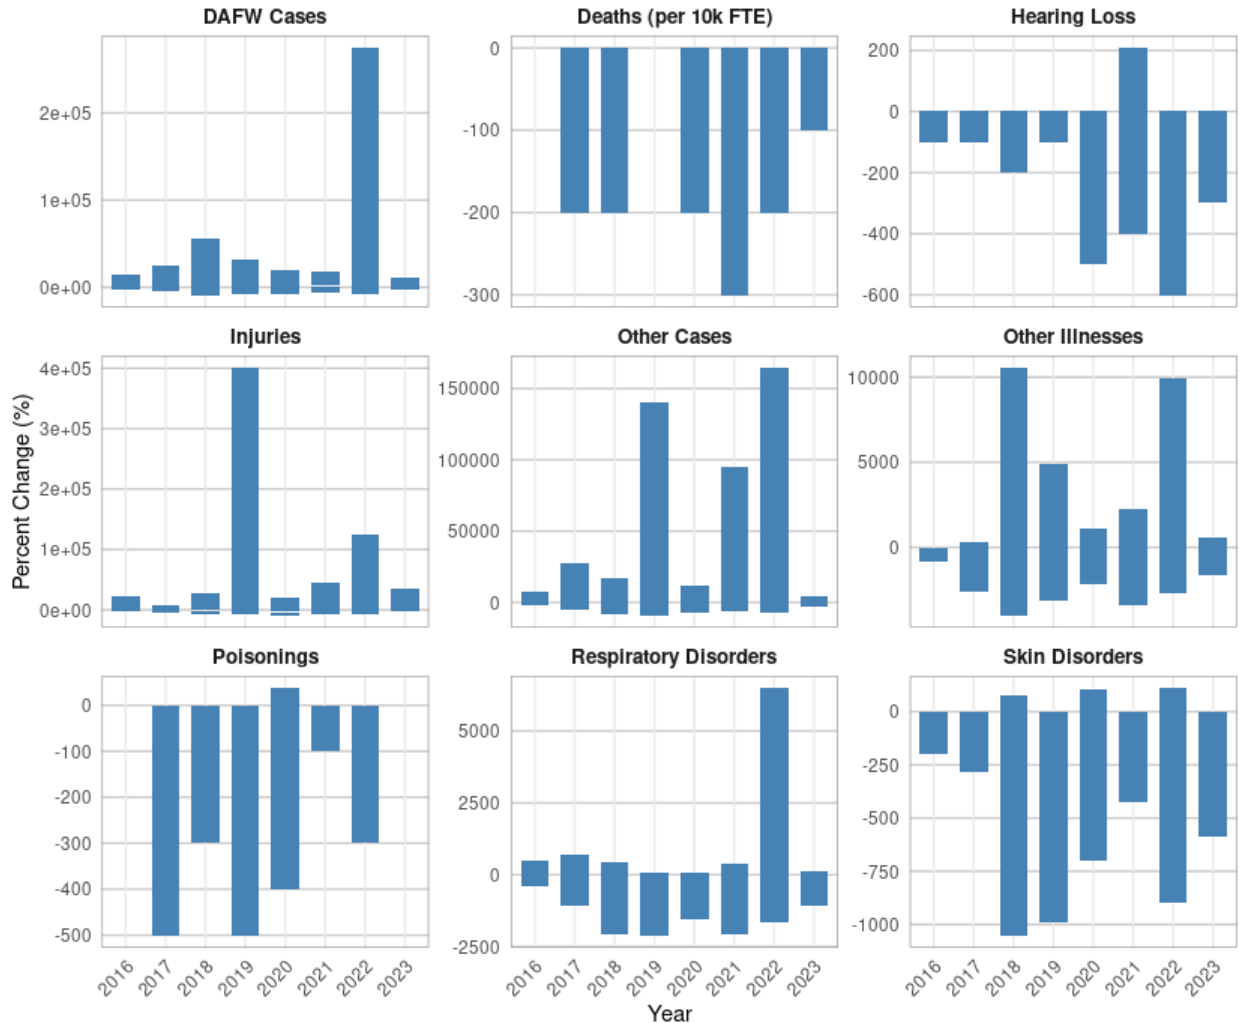 DAFW Cases
Deaths (per 10k FTE)
Hearing Loss
2e+05
1e+05
0e+00
0
-100
-200
-300
200
0
-200
-400
-600
Injuries
Other Cases
Other Illnesses
Percent Change (%)
4e+05
3e+05
2e+05
1e+05
0e+00
150000
100000
50000
0
10000
5000
0
Poisonings
Respiratory Disorders
Skin Disorders
0
-100
-200
-300
-400
-500
5000
2500
0
-2500
0
-250
-500
-750
-1000
2016 2017 2018 2019 2020 2021 2022 2023
2016 2017 2018 2019 2020 2021 2022 2023
2016 2017 2018 2019 2020 2021 2022 2023
Year